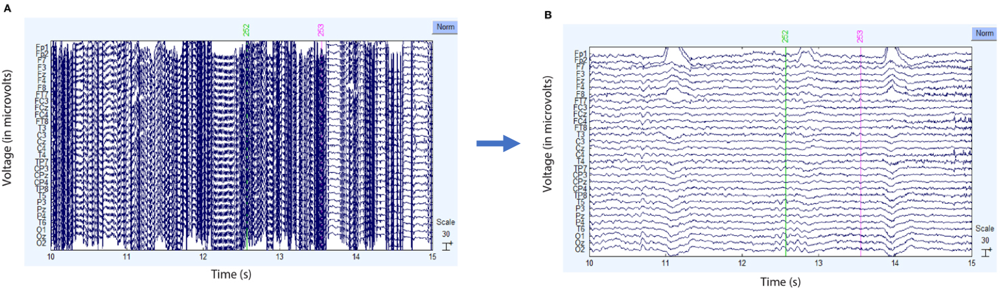 A
Voltage (in microvolts)
252
253
Norm
Fp1
Fp2
F7
F3
Fz
F4
F8
FT7
FC3
FCz
FC4
FT8
T3
C3
Cz
C4
T4
TP7
CP3
CPz
CP4
TP8
T5
P3
Pz
P4
T6
O1
Oz
O2
Scale
30
+
10
11
12
13
14
15
Time (s)
B
Voltage (in microvolts)
252
253
Norm
Fp1
Fp2
F7
F3
Fz
F4
F8
FT7
FC3
FCz
FC4
FT8
T3
C3
Cz
C4
T4
TP7
CP3
CPz
CP4
TP8
T5
P3
Pz
P4
T6
O1
Oz
O2
Scale
30
+
10
11
12
13
14
15
Time (s)